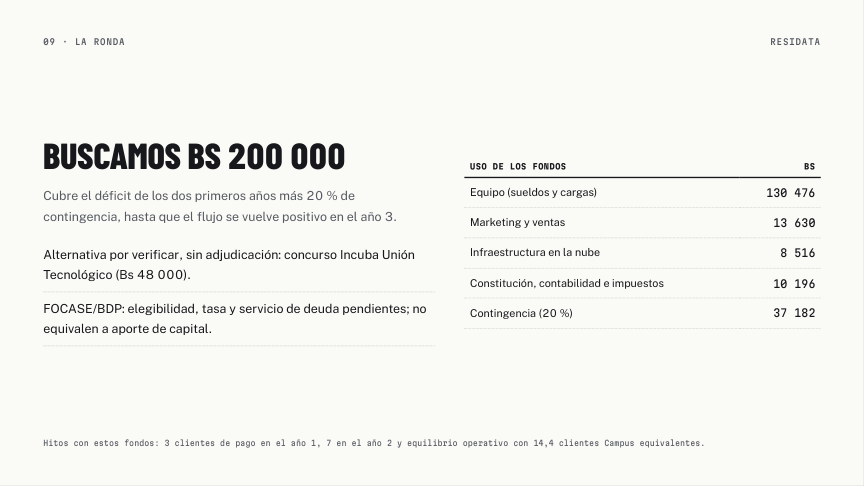 09 · LA RONDA
RESIDATA
BUSCAMOS BS 200 000
Cubre el déficit de los dos primeros años más 20 % de
contingencia, hasta que el flujo se vuelve positivo en el año 3.
Alternativa por verificar, sin adjudicación: concurso Incuba Unión
Tecnológico (Bs 48 000).
FOCASE/BDP: elegibilidad, tasa y servicio de deuda pendientes; no
equivalen a aporte de capital.
USO DE LOS FONDOS BS
Equipo (sueldos y cargas) 130 476
Marketing y ventas 13 630
Infraestructura en la nube 8 516
Constitución, contabilidad e impuestos 10 196
Contingencia (20 %) 37 182
Hitos con estos fondos: 3 clientes de pago en el año 1, 7 en el año 2 y equilibrio operativo con 14,4 clientes Campus equivalentes.